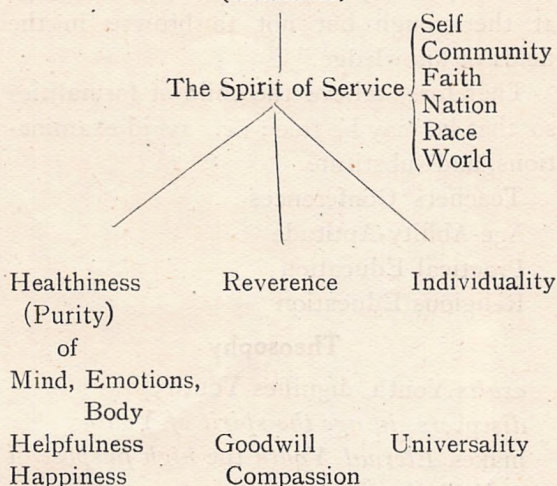 Self
Community
The Spirit of Service Faith
Nation
Race
World
Healthiness Reverence Individuality
(Purity)
of
Mind, Emotions,
Body
Helpfulness Goodwill Universality
Happiness Compassion